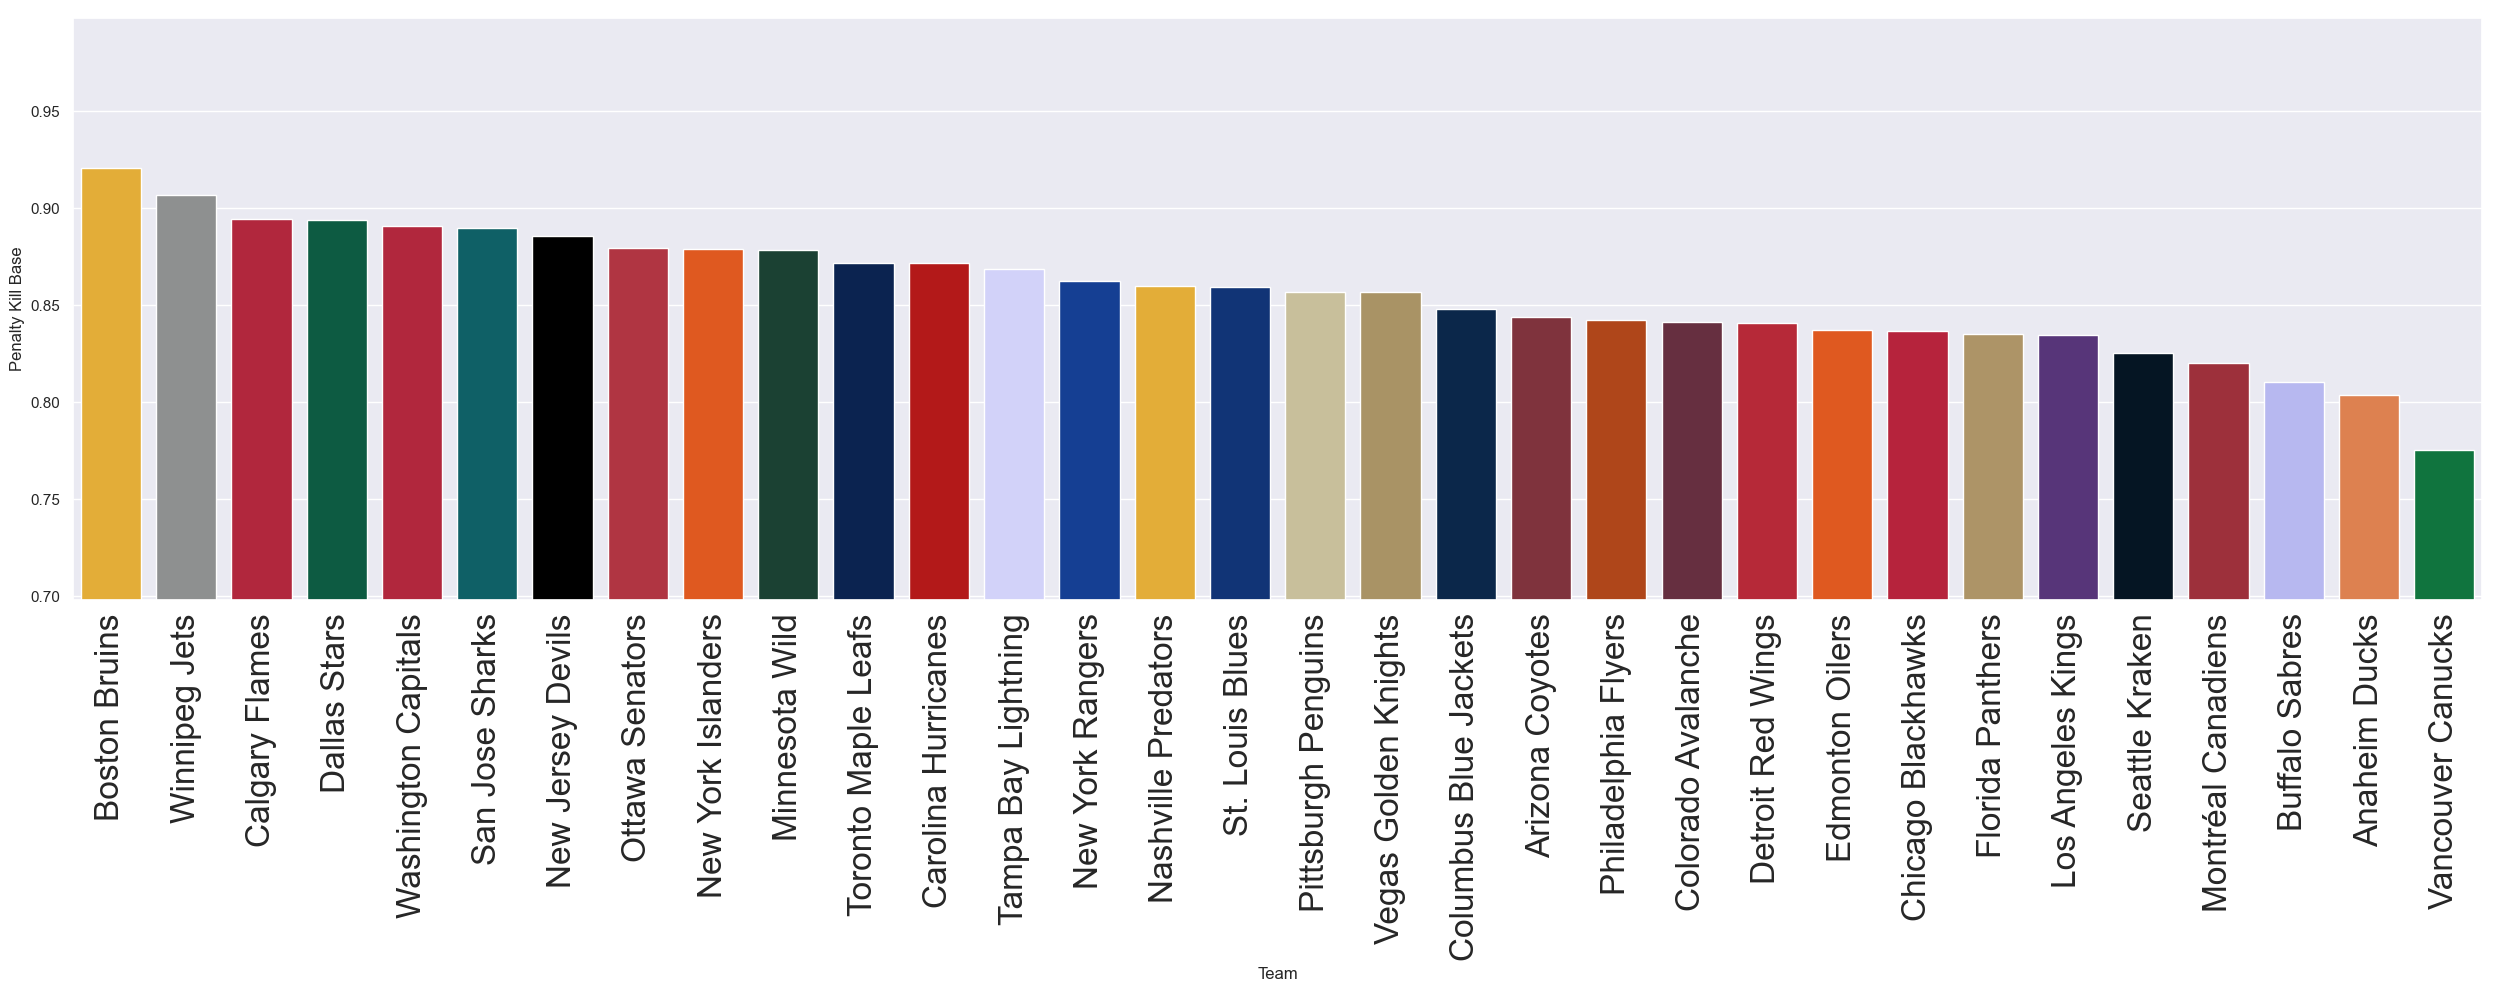 0.95
0.90
0.85
0.80
0.75
0.70
Penalty Kill Base
Boston Bruins
Winnipeg Jets
Calgary Flames
Dallas Stars
Washington Capitals
San Jose Sharks
New Jersey Devils
Ottawa Senators
New York Islanders
Minnesota Wild
Toronto Maple Leafs
Carolina Hurricanes
Tampa Bay Lightning
New York Rangers
Nashville Predators
St. Louis Blues
Pittsburgh Penguins
Vegas Golden Knights
Columbus Blue Jackets
Arizona Coyotes
Philadelphia Flyers
Colorado Avalanche
Detroit Red Wings
Edmonton Oilers
Chicago Blackhawks
Florida Panthers
Los Angeles Kings
Seattle Kraken
Montréal Canadiens
Buffalo Sabres
Anaheim Ducks
Vancouver Canucks
Team